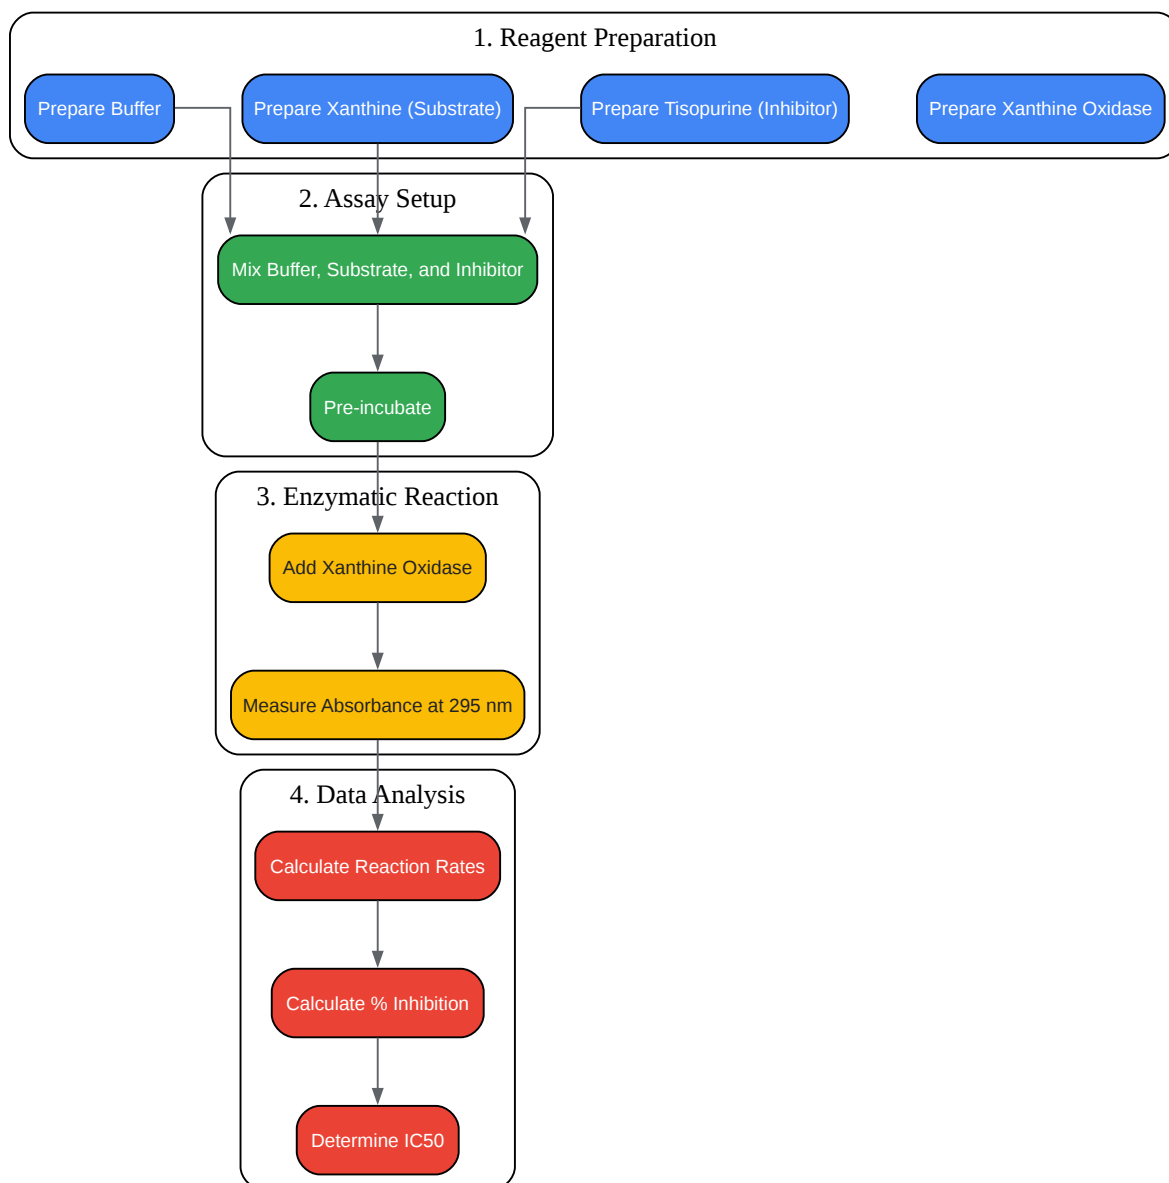 1. Reagent Preparation
Prepare Buffer
Prepare Xanthine (Substrate)
Prepare Tisopurine (Inhibitor)
Prepare Xanthine Oxidase
2. Assay Setup
Mix Buffer, Substrate, and Inhibitor
Pre-incubate
3. Enzymatic Reaction
Add Xanthine Oxidase
Measure Absorbance at 295 nm
4. Data Analysis
Calculate Reaction Rates
Calculate % Inhibition
Determine IC50